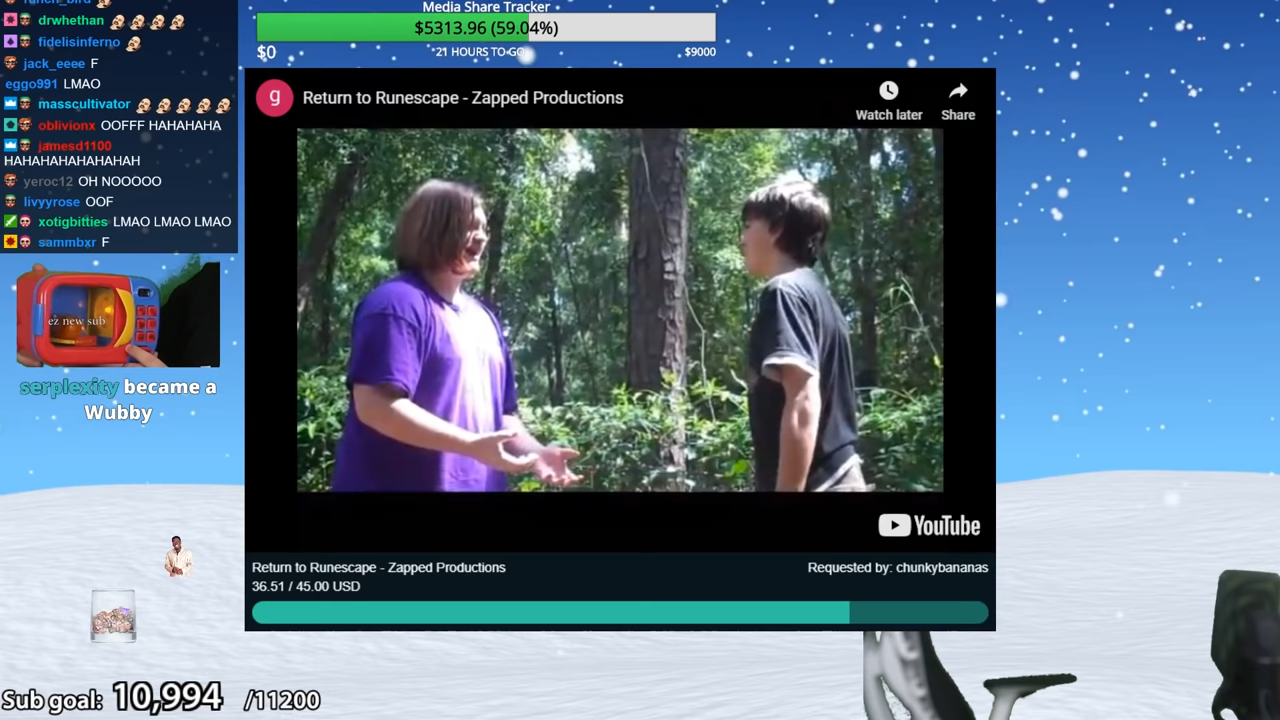 drwhethan
fidelisinferno
jack_eeee F
eggo991 LMAO
masscultivator
oblivionx OOFFF HAHAHAHA
jamesd1100
HAHAHAHAHAHAHAH
yeroc12 OH NOOOOO
livyyrose OOF
xotigbitties LMAO LMAO LMAO
sammbxr F
ez new sub
serplexity became a
Wubby
Media Share Tracker
$5313.96 (59.04%)
$0
*21 HOURS TO GO
$9000
g
Return to Runescape - Zapped Productions
Watch later
Share
YouTube
Return to Runescape - Zapped Productions
Requested by: chunkybananas
36.51 / 45.00 USD
Sub goal: 10,994 /11200